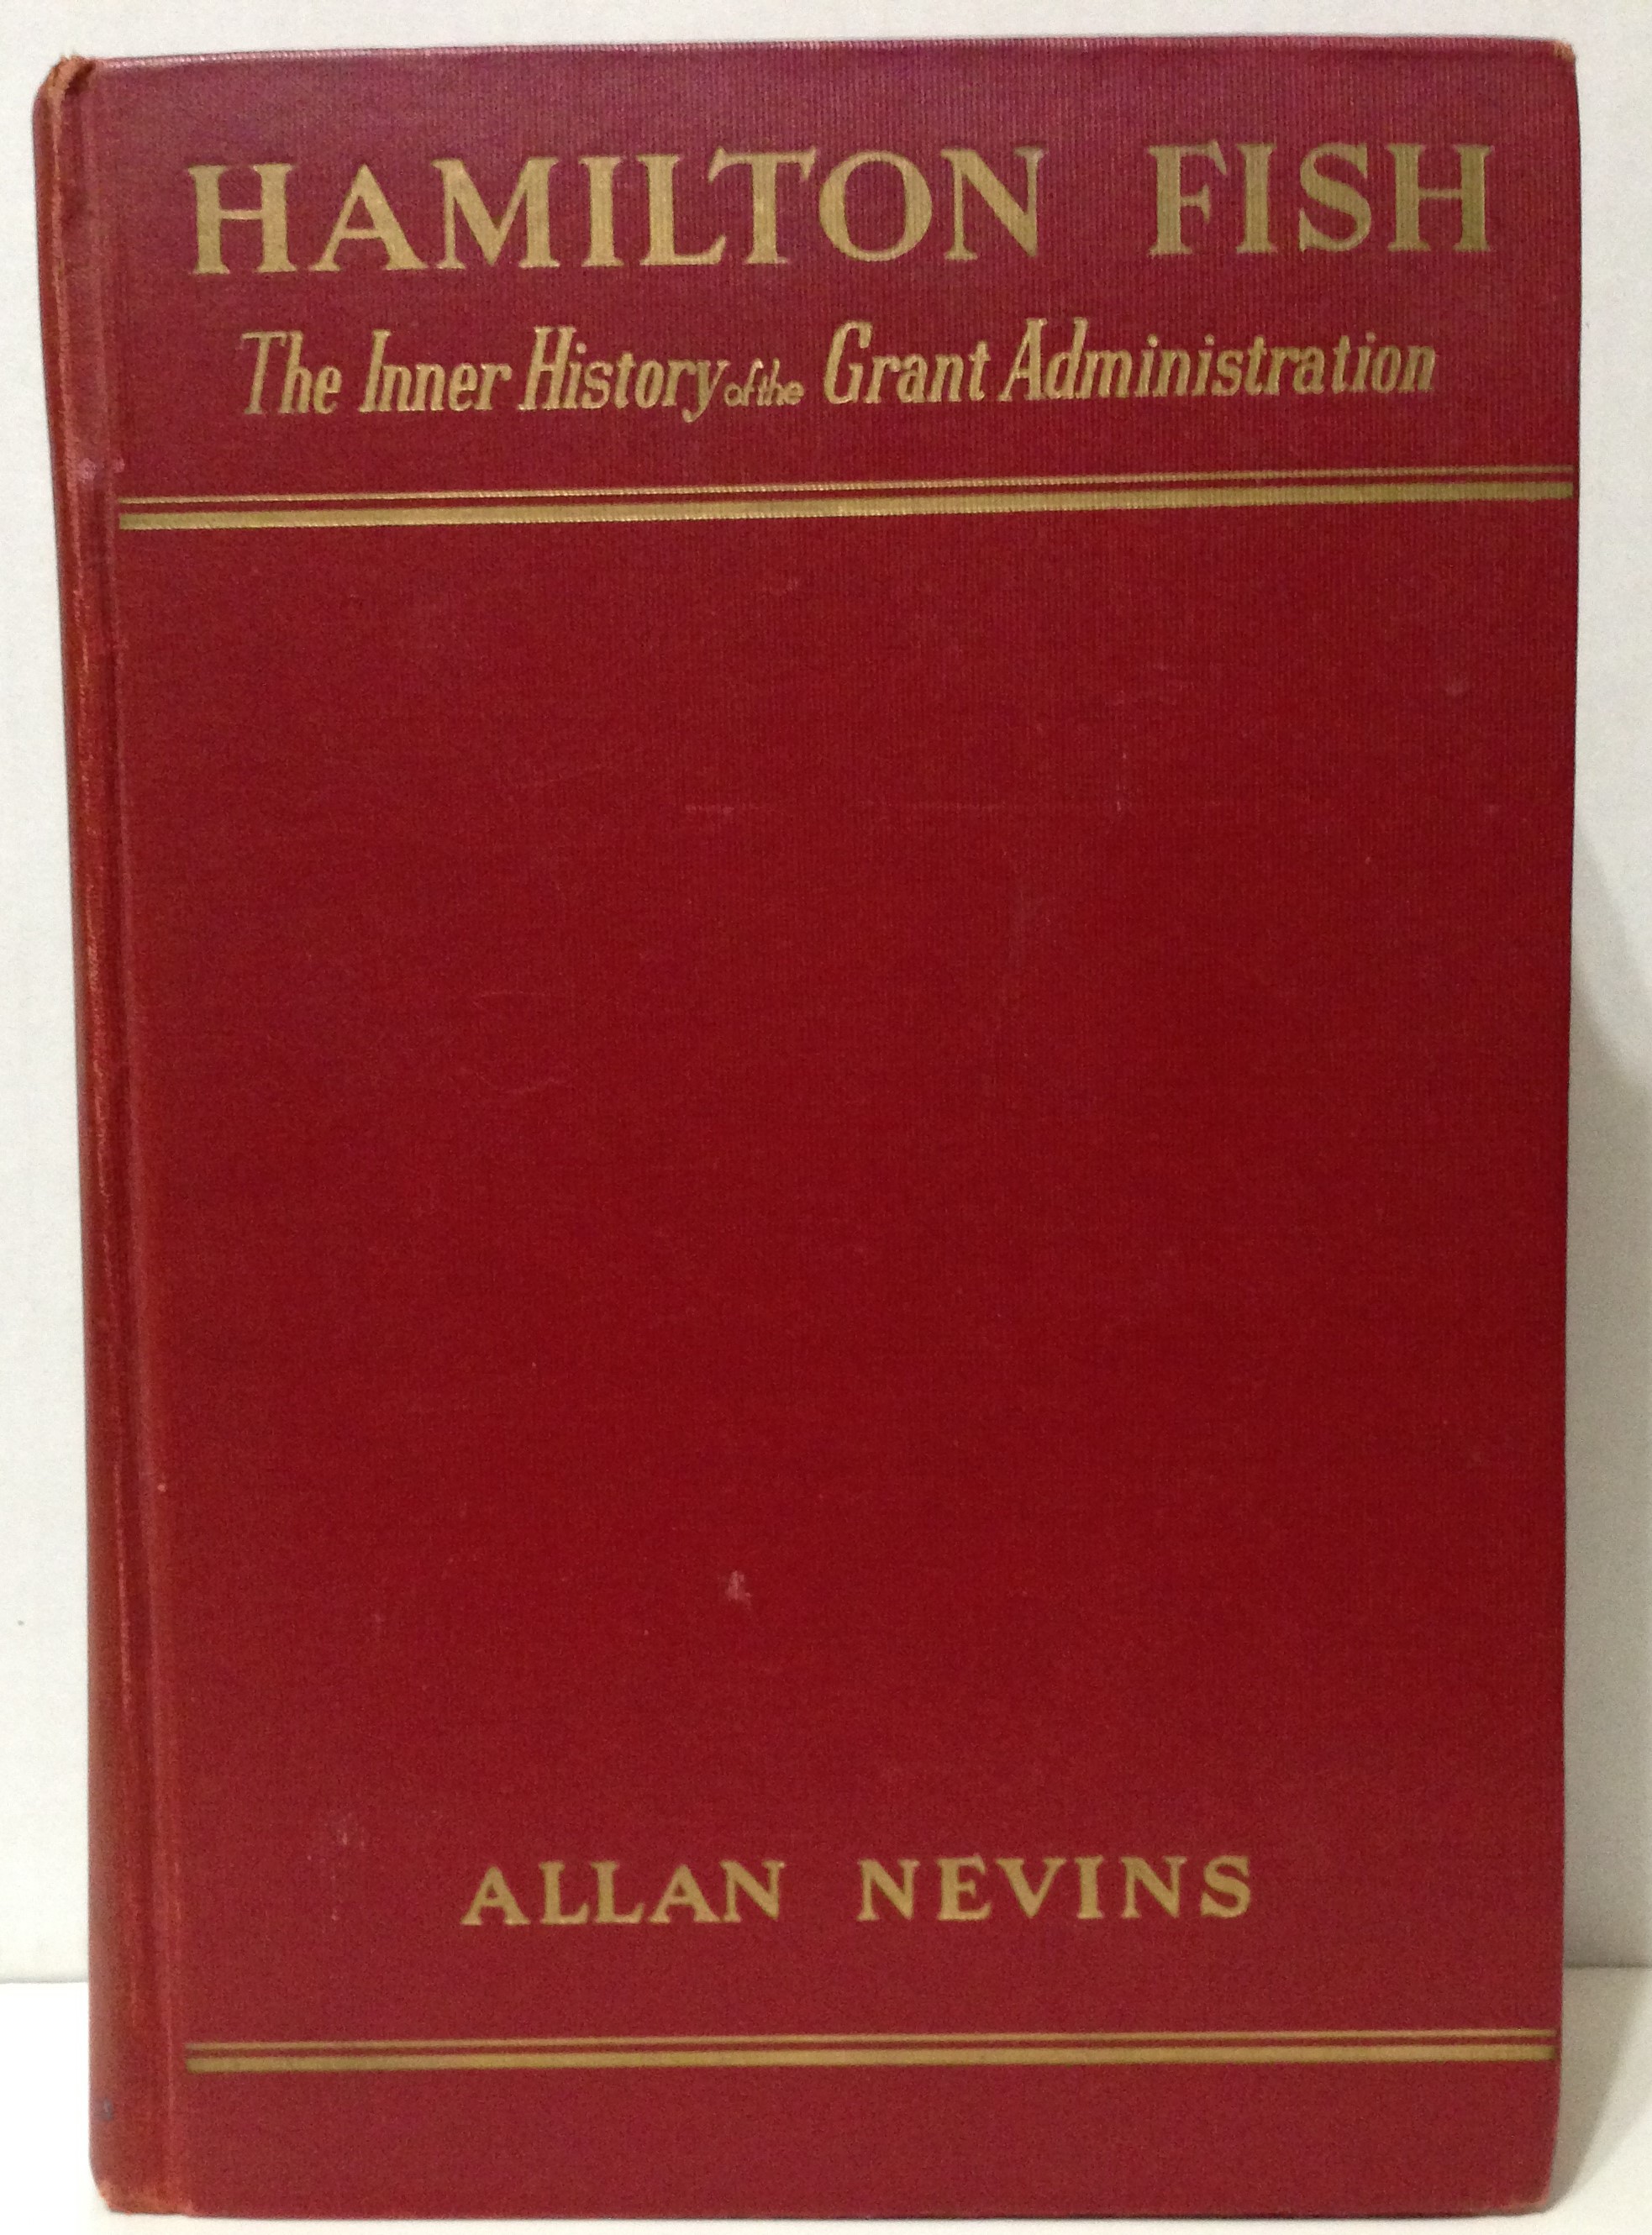 HAMILTON FISH
The Inner History of the Grant Administration
ALLAN NEVINS